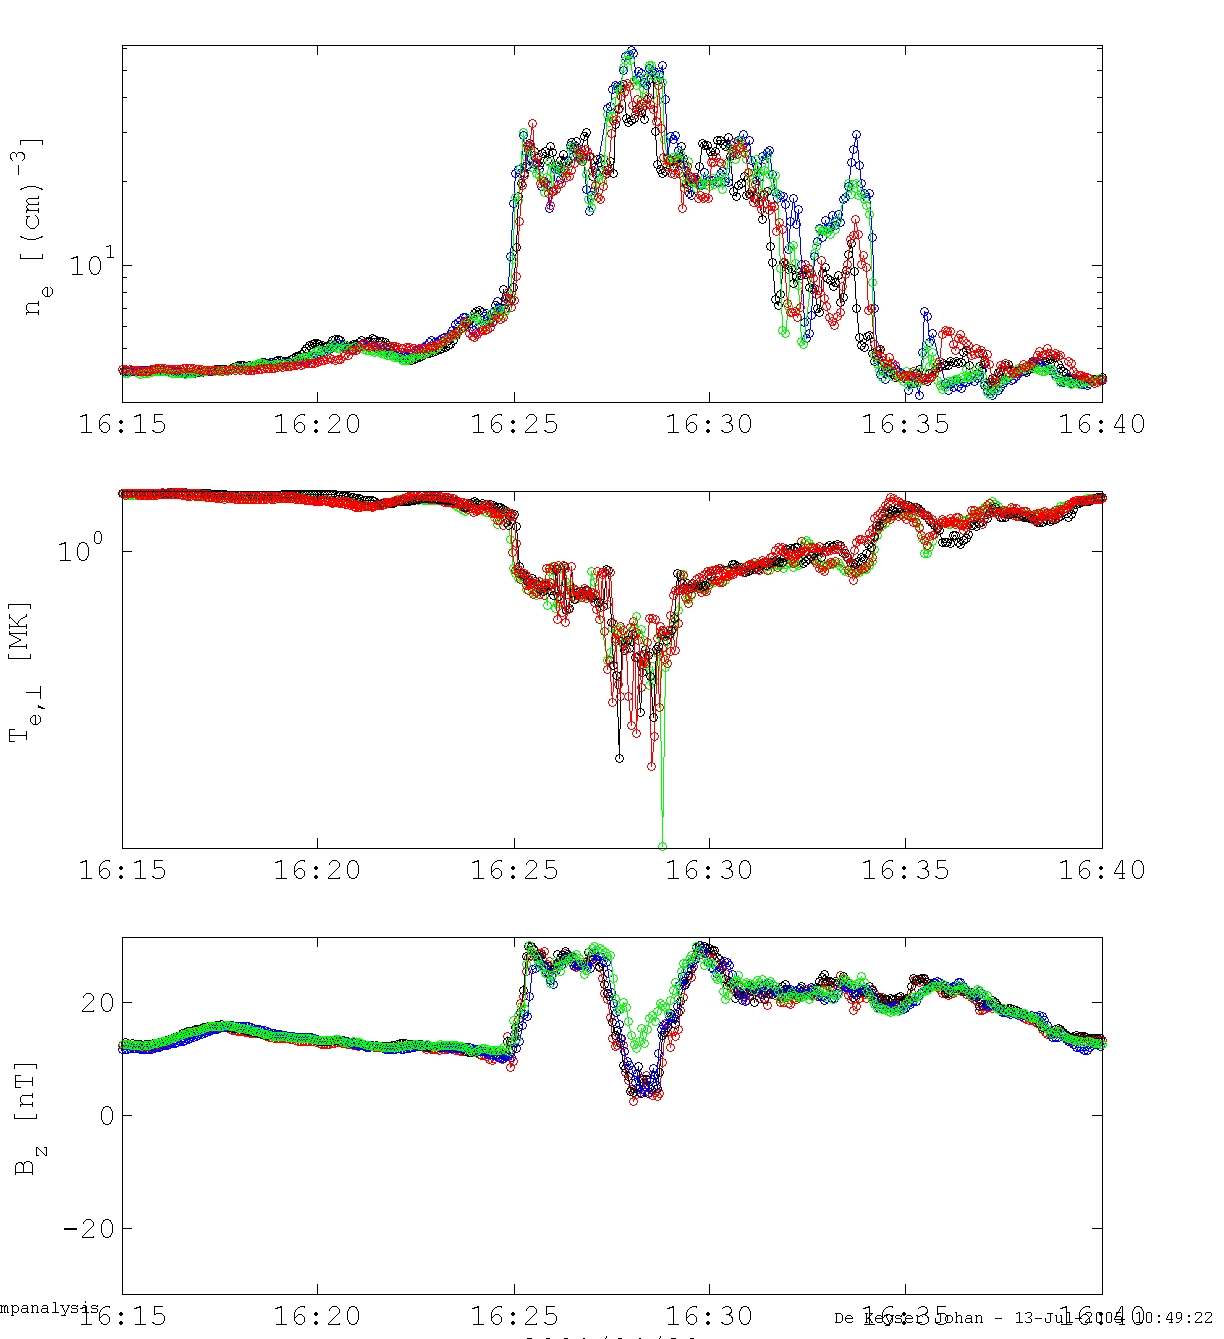 n_e [(cm)^-3]
10^1
16:15 16:20 16:25 16:30 16:35 16:40
T_e,⊥ [MK]
10^0
16:15 16:20 16:25 16:30 16:35 16:40
B_z [nT]
20
0
-20
16:15 16:20 16:25 16:30 16:35 16:40
mpanalysis
De Keyser Johan - 13-Jul-2004 10:49:22